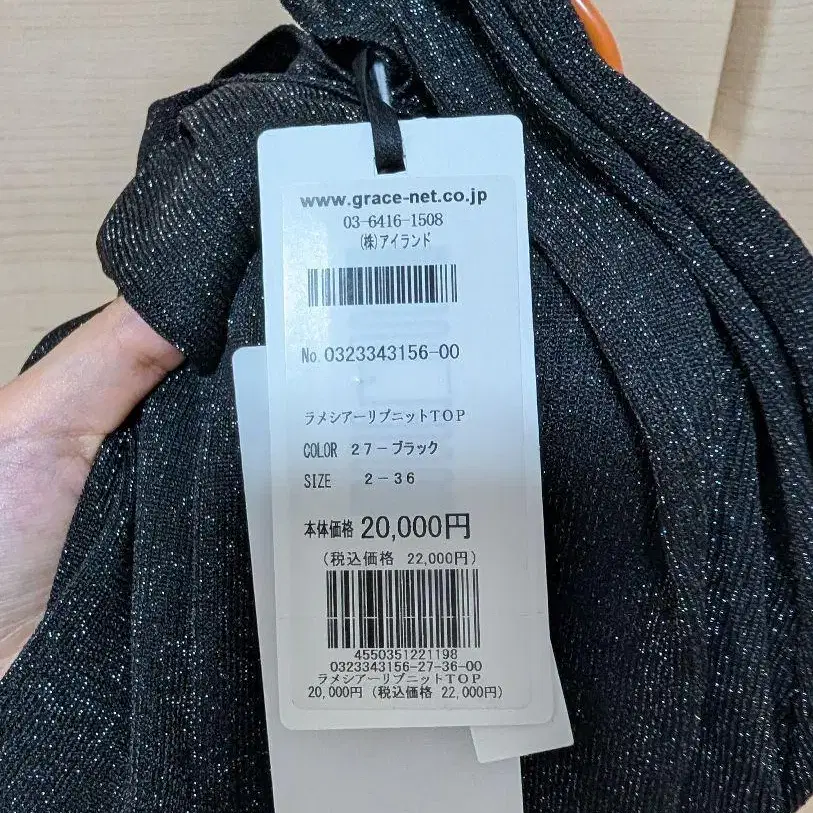 www.grace-net.co.jp
03-6416-1508
(株)アイランド
No.0323343156-00
ラメシアーリブニットTOP
COLOR 27-ブラック
SIZE 2-36
本体価格 20,000円
(税込価格 22,000円)
4550351221198
0323343156-27-36-00
ラメシアーリブニットTOP
20,000円 (税込価格 22,000円)